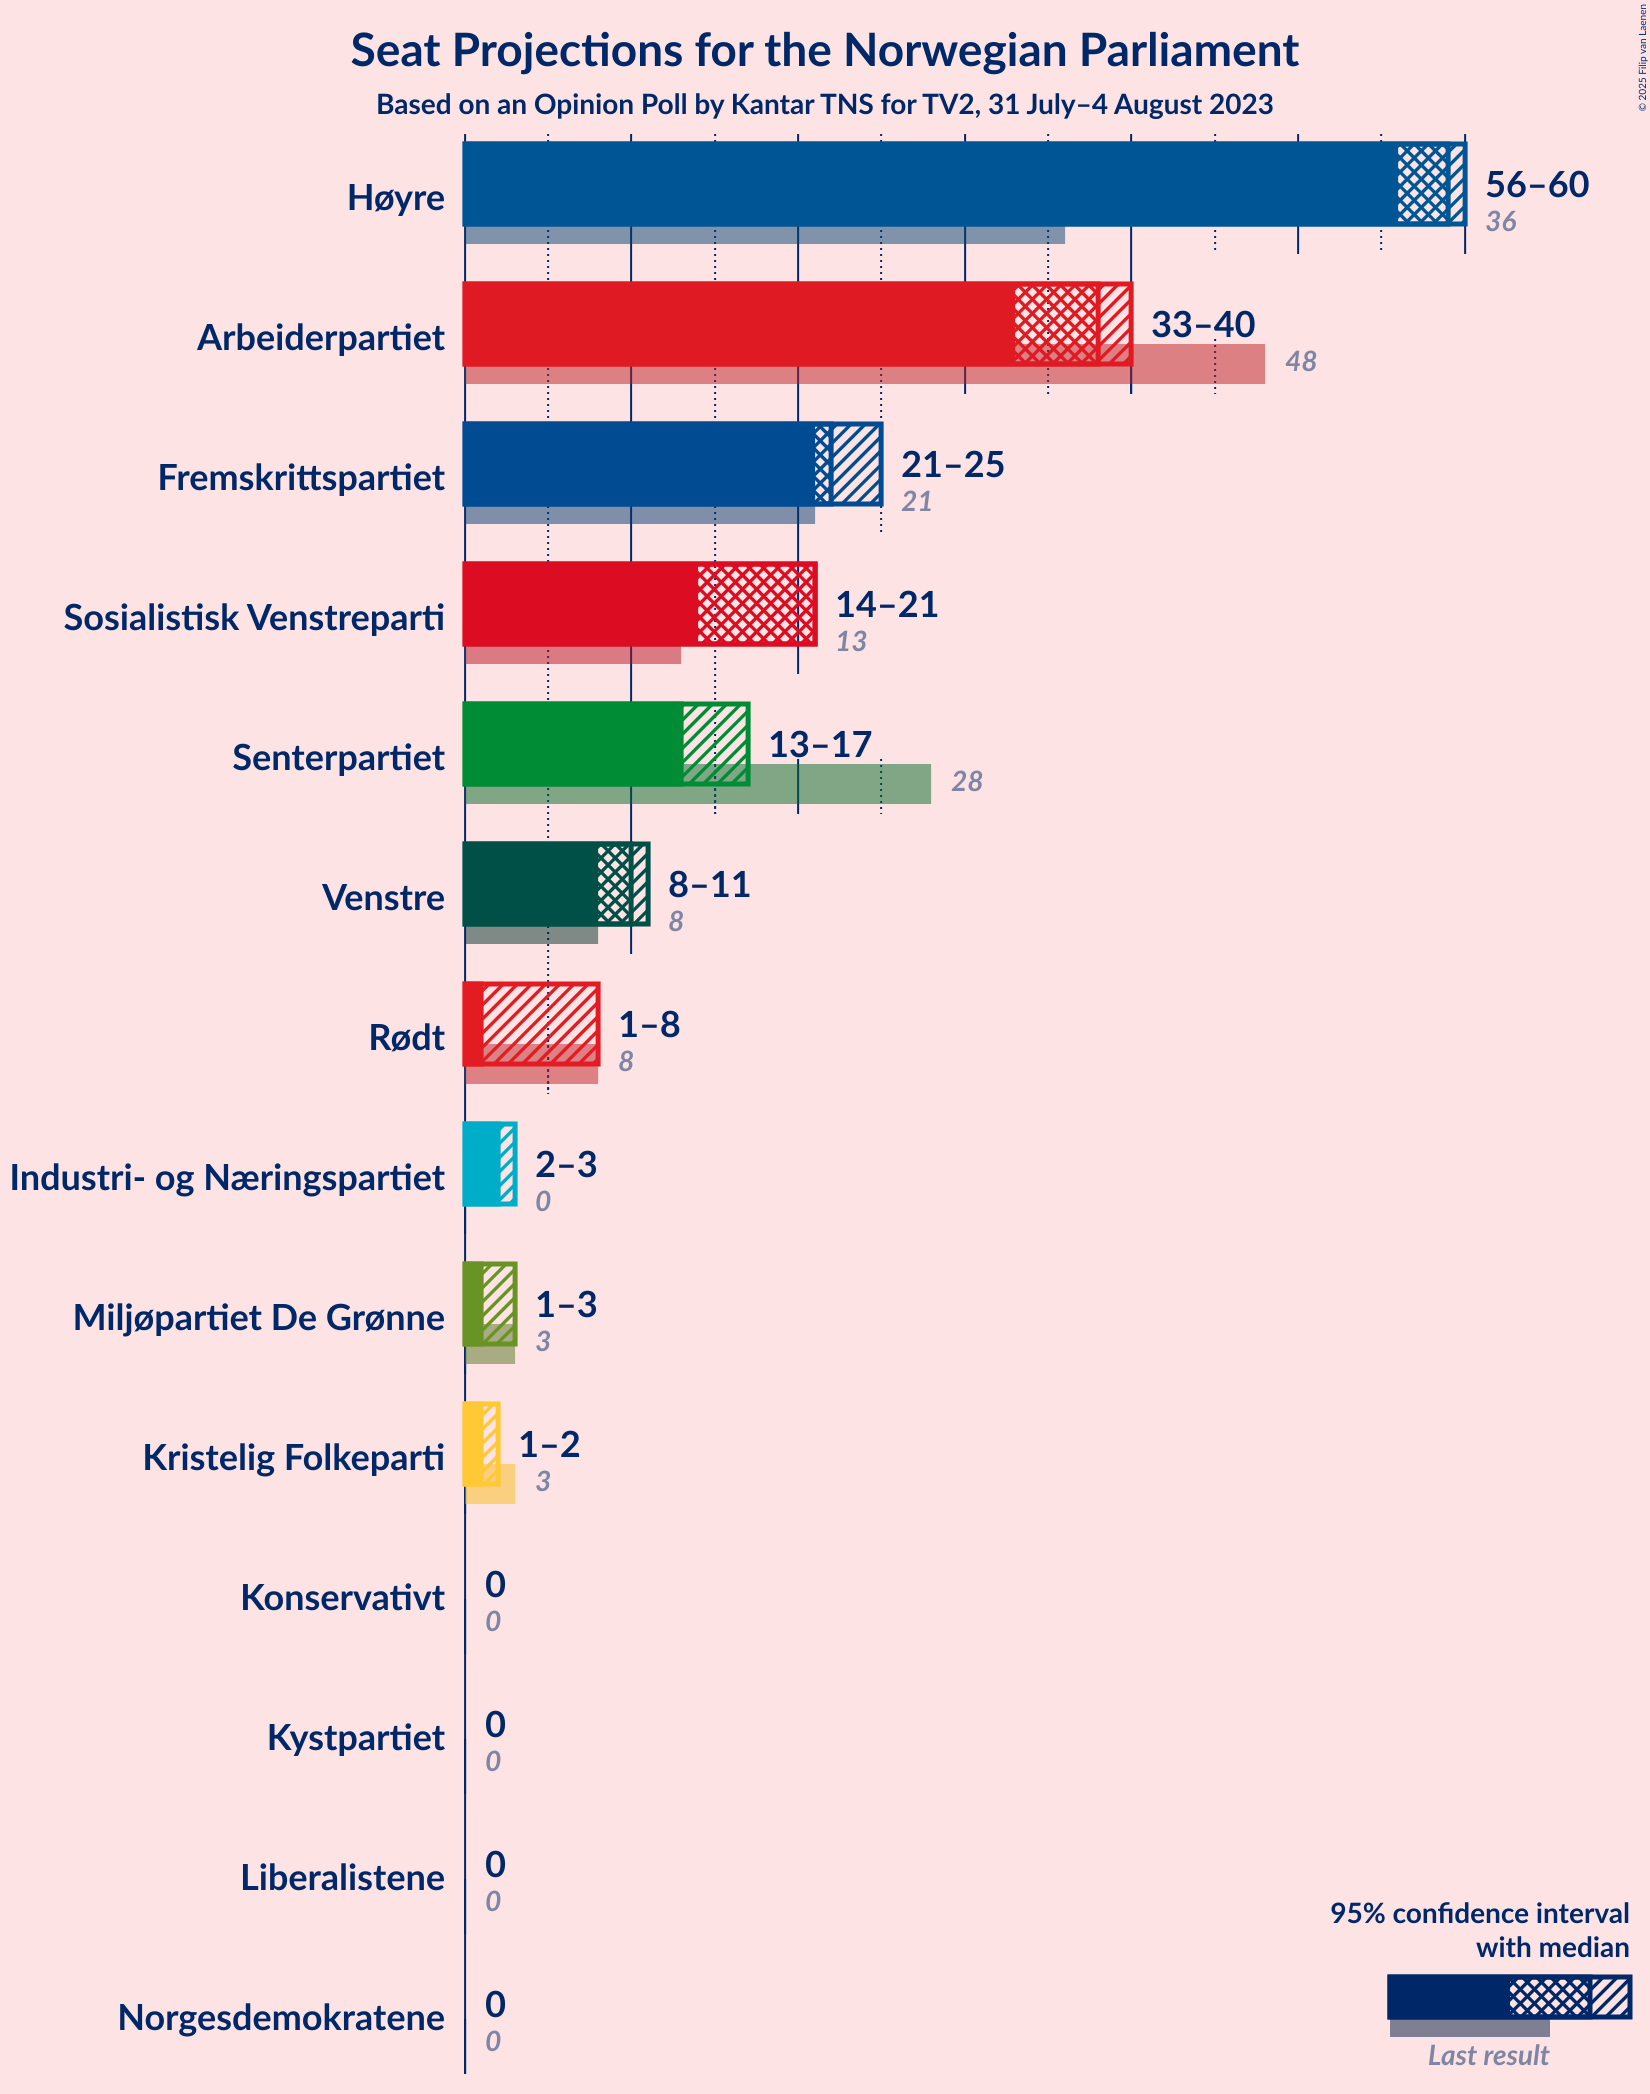 Seat Projections for the Norwegian Parliament
Based on an Opinion Poll by Kantar TNS for TV2, 31 July–4 August 2023
© 2025 Filip van Laenen
Høyre
56–60
36
Arbeiderpartiet
33–40
48
Fremskrittspartiet
21–25
21
Sosialistisk Venstreparti
14–21
13
Senterpartiet
13–17
28
Venstre
8–11
8
Rødt
1–8
8
Industri- og Næringspartiet
2–3
0
Miljøpartiet De Grønne
1–3
3
Kristelig Folkeparti
1–2
3
Konservativt
0
0
Kystpartiet
0
0
Liberalistene
0
0
Norgesdemokratene
0
0
95% confidence interval
with median
Last result